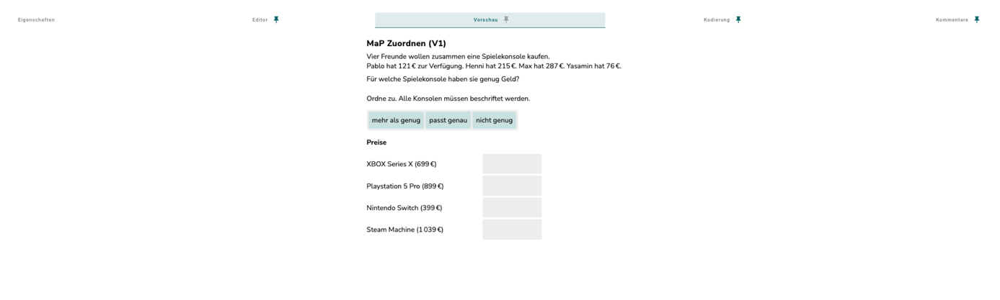 Eigenschaften
Editor
Vorschau
Kodierung
Kommentare
MaP Zuordnen (V1)
Vier Freunde wollen zusammen eine Spielekonsole kaufen.
Pablo hat 121 € zur Verfügung. Henni hat 215 €. Max hat 287 €. Yasamin hat 76 €.
Für welche Spielekonsole haben sie genug Geld?
Ordne zu. Alle Konsolen müssen beschriftet werden.
mehr als genug passt genau nicht genug
Preise
XBOX Series X (699 €)
Playstation 5 Pro (899 €)
Nintendo Switch (399 €)
Steam Machine (1 039 €)